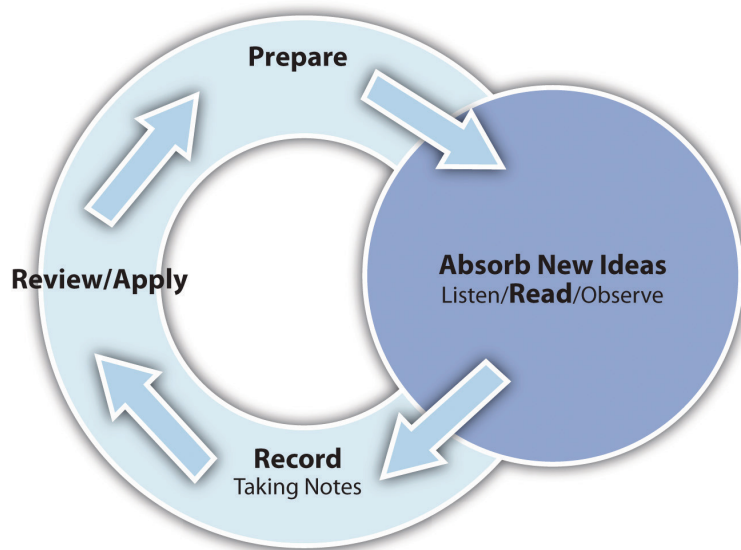 Prepare
Absorb New Ideas
Listen/Read/Observe
Record
Taking Notes
Review/Apply